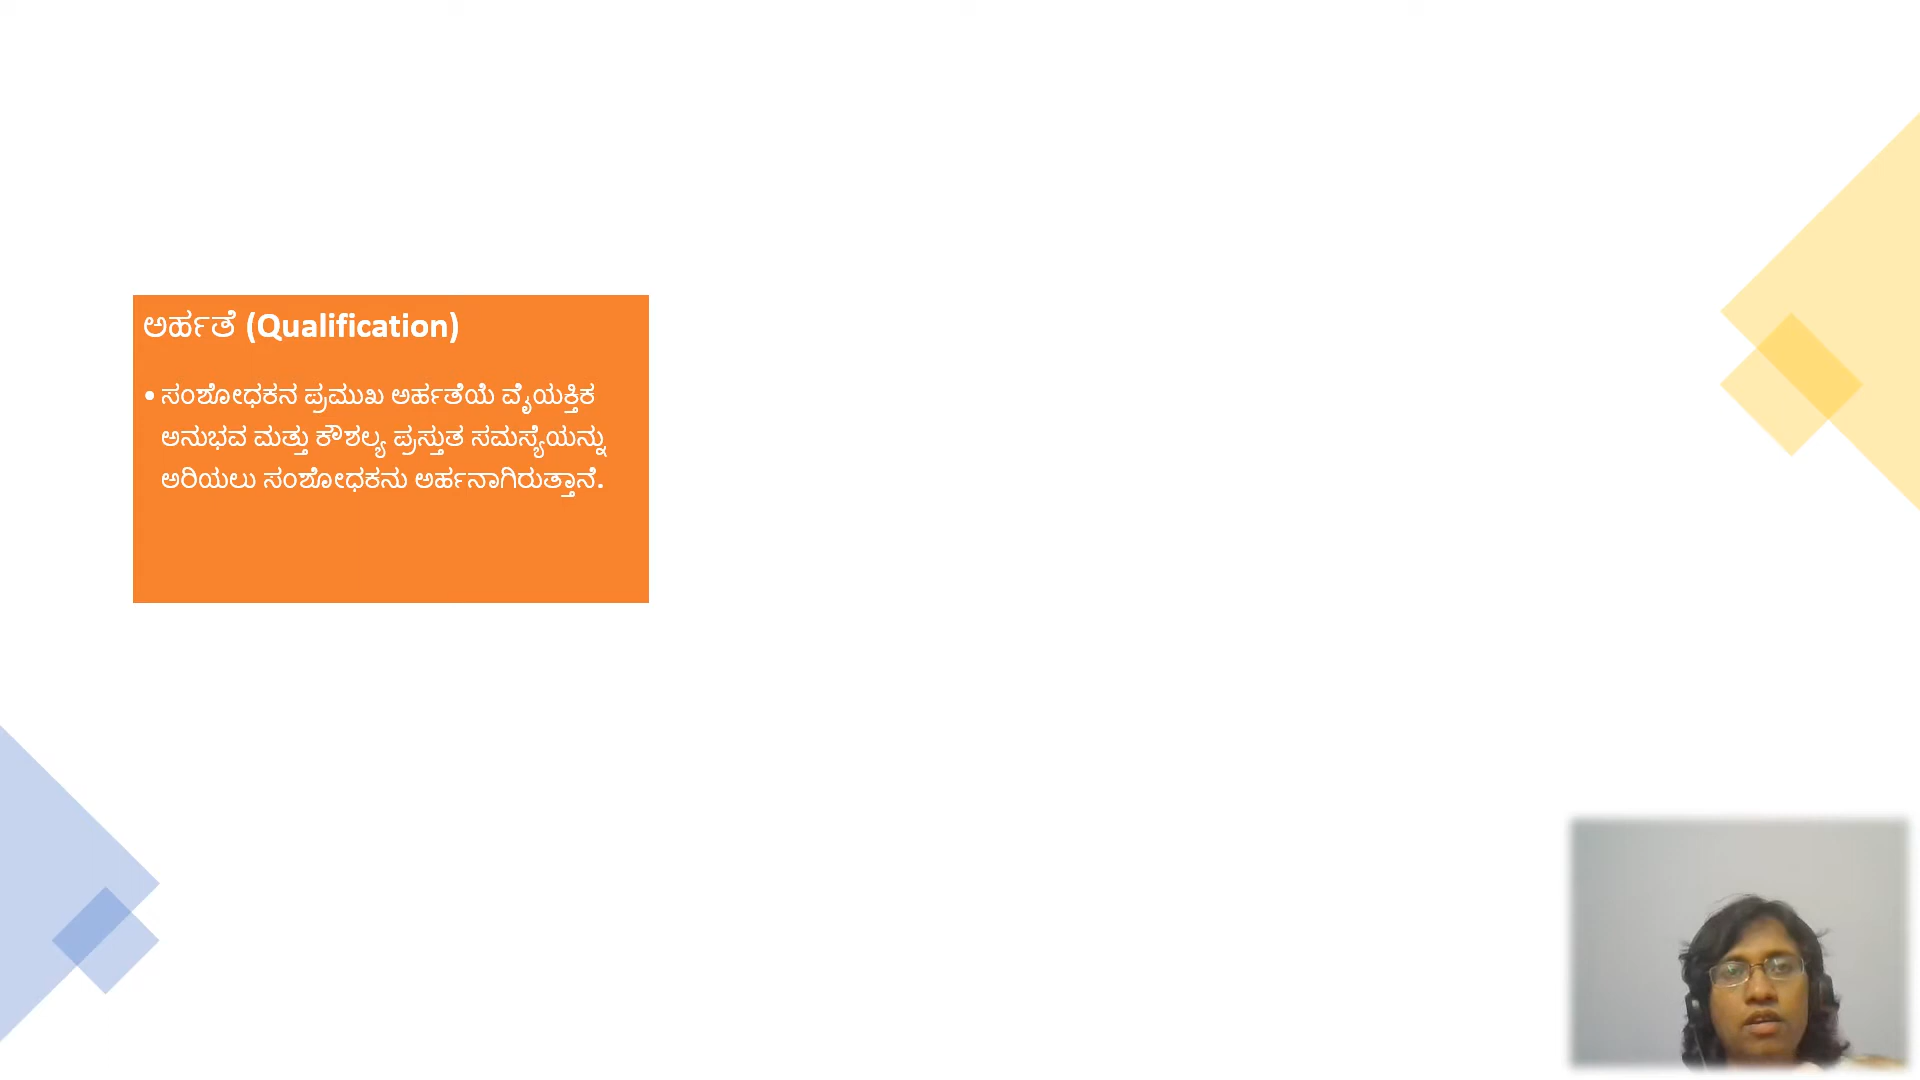 ಅರ್ಹತೆ (Qualification)
• ಸಂಶೋಧಕನ ಪ್ರಮುಖ ಅರ್ಹತೆಯೆ ವೈಯಕ್ತಿಕ
ಅನುಭವ ಮತ್ತು ಕೌಶಲ್ಯ ಪ್ರಸ್ತುತ ಸಮಸ್ಯೆಯನ್ನು
ಅರಿಯಲು ಸಂಶೋಧಕನು ಅರ್ಹನಾಗಿರುತ್ತಾನೆ.